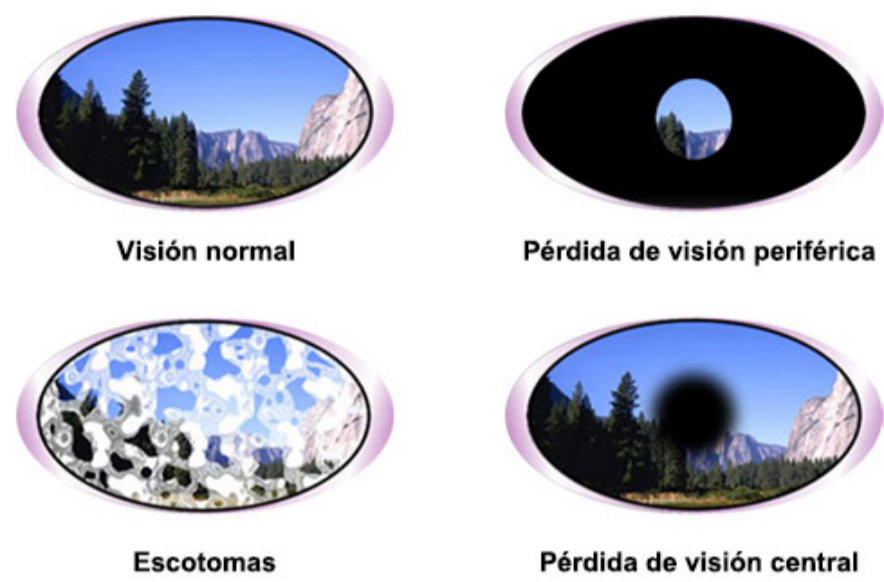 Visión normal
Pérdida de visión periférica
Escotomas
Pérdida de visión central